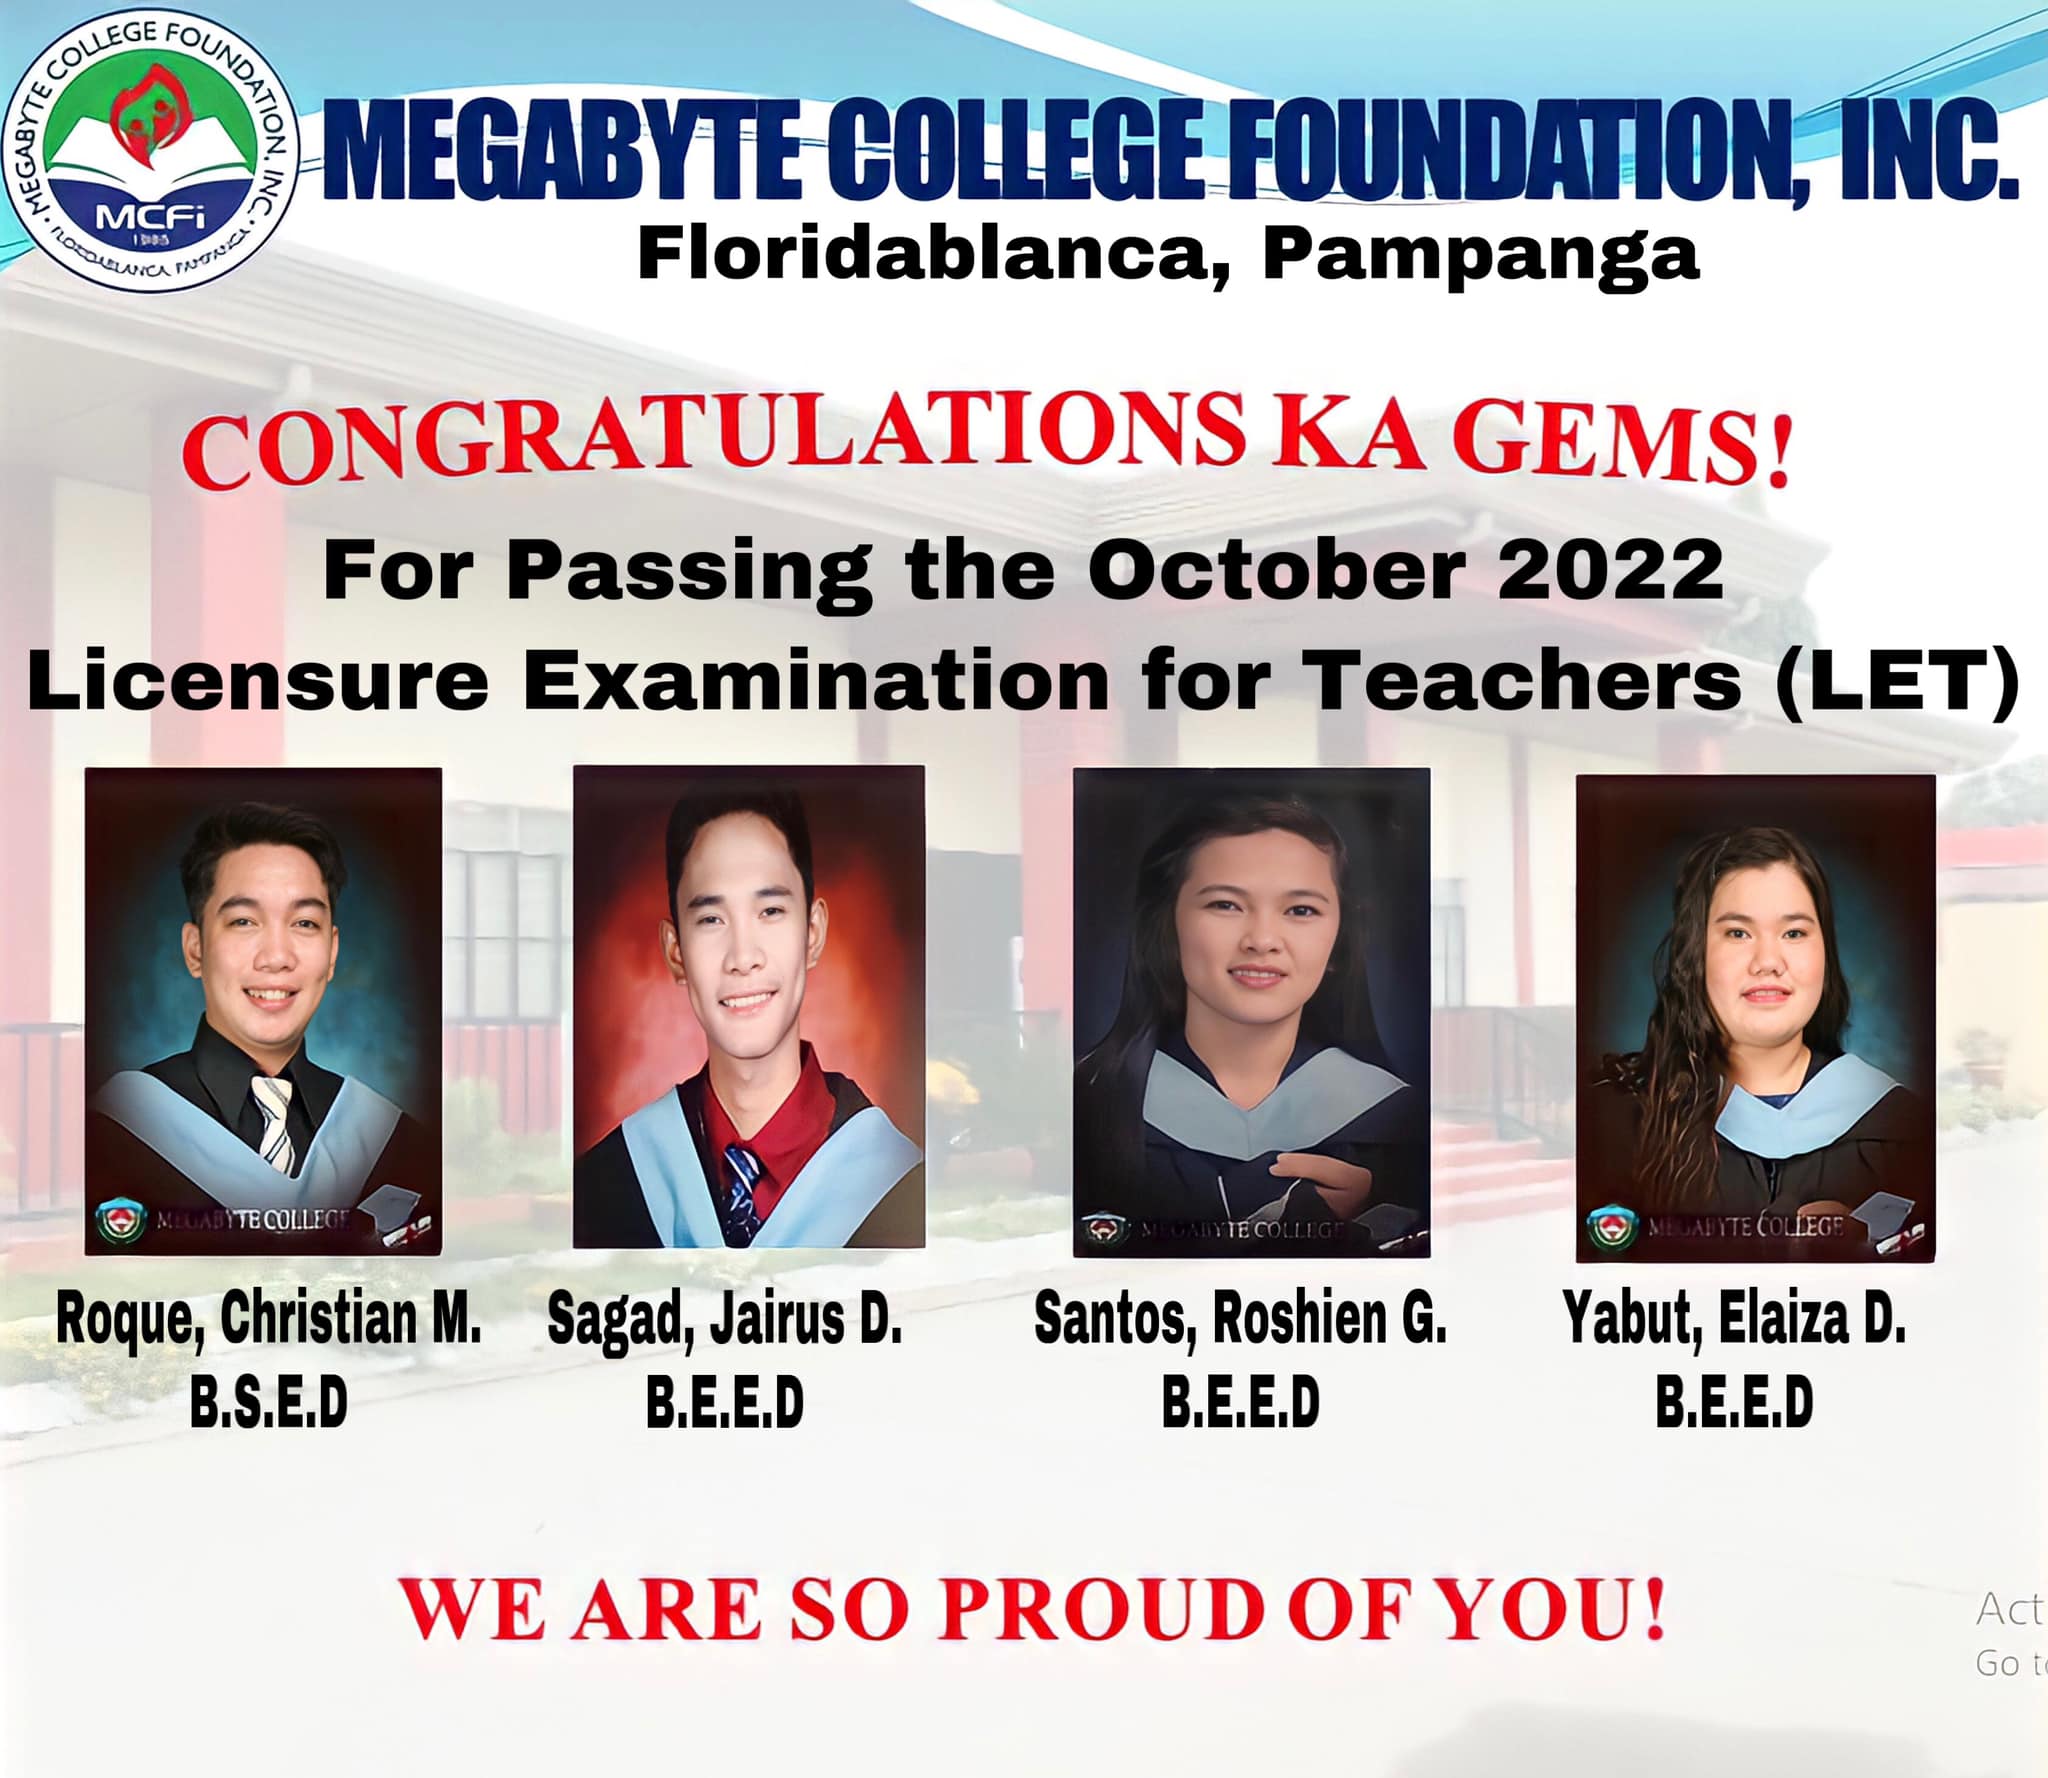 MEGABYTE COLLEGE FOUNDATION, INC.
MCFi
FLORIDABLANCA, PAMPANGA
MEGABYTE COLLEGE FOUNDATION, INC.
Floridablanca, Pampanga
CONGRATULATIONS KA GEMS!
For Passing the October 2022
Licensure Examination for Teachers (LET)
MEGABYTE COLLEGE
MEGABYTE COLLEGE
MEGABYTE COLLEGE
Roque, Christian M.
B.S.E.D
Sagad, Jairus D.
B.E.E.D
Santos, Roshien G.
B.E.E.D
Yabut, Elaiza D.
B.E.E.D
WE ARE SO PROUD OF YOU!
Act
Go to